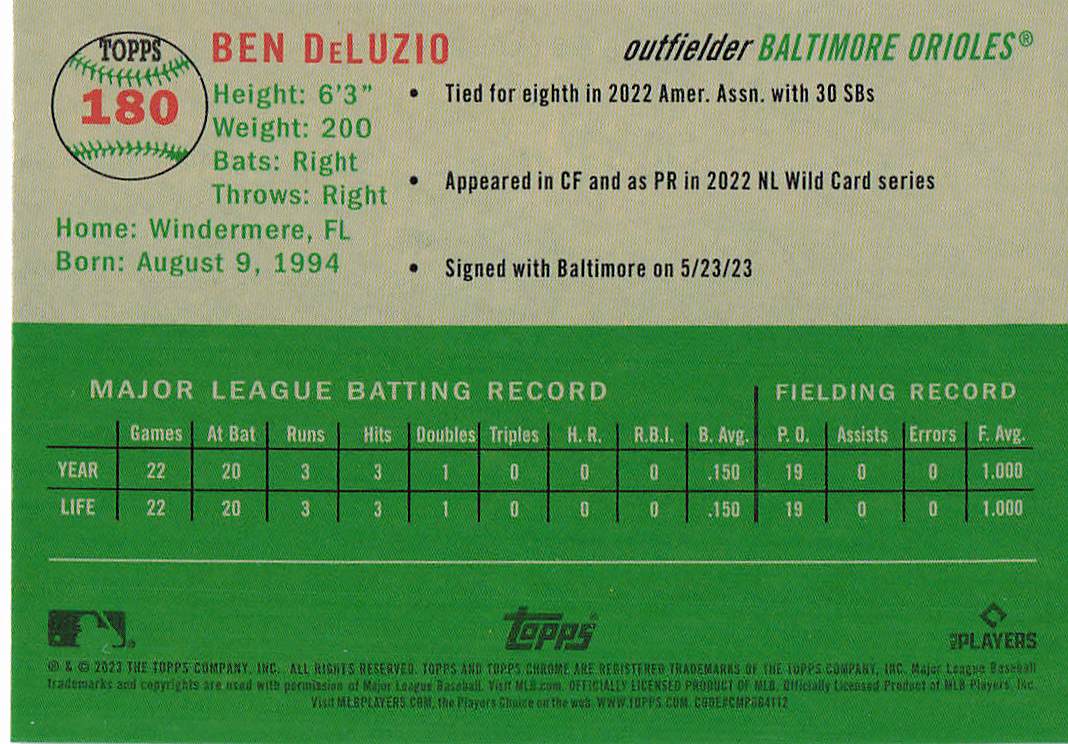 TOPPS
180
BEN DeLUZIO
outfielder BALTIMORE ORIOLES®
Height: 6'3"
Weight: 200
Bats: Right
Throws: Right
Home: Windermere, FL
Born: August 9, 1994
• Tied for eighth in 2022 Amer. Assn. with 30 SBs
• Appeared in CF and as PR in 2022 NL Wild Card series
• Signed with Baltimore on 5/23/23
MAJOR LEAGUE BATTING RECORD FIELDING RECORD
Games At Bat Runs Hits Doubles Triples H. R. R.B.I. B. Avg. P. O. Assists Errors F. Avg.
YEAR 22 20 3 3 1 0 0 0 .150 19 0 0 1.000
LIFE 22 20 3 3 1 0 0 0 .150 19 0 0 1.000
topps®
MLB PLAYERS
® & © 2023 THE TOPPS COMPANY, INC. ALL RIGHTS RESERVED. TOPPS AND TOPPS CHROME ARE REGISTERED TRADEMARKS OF THE TOPPS COMPANY, INC. Major League Baseball
trademarks and copyrights are used with permission of Major League Baseball. Visit MLB.com. OFFICIALLY LICENSED PRODUCT OF MLB. Officially Licensed Product of MLB Players, Inc.
Visit MLBPLAYERS.COM, the Players Choice on the web. WWW.TOPPS.COM.